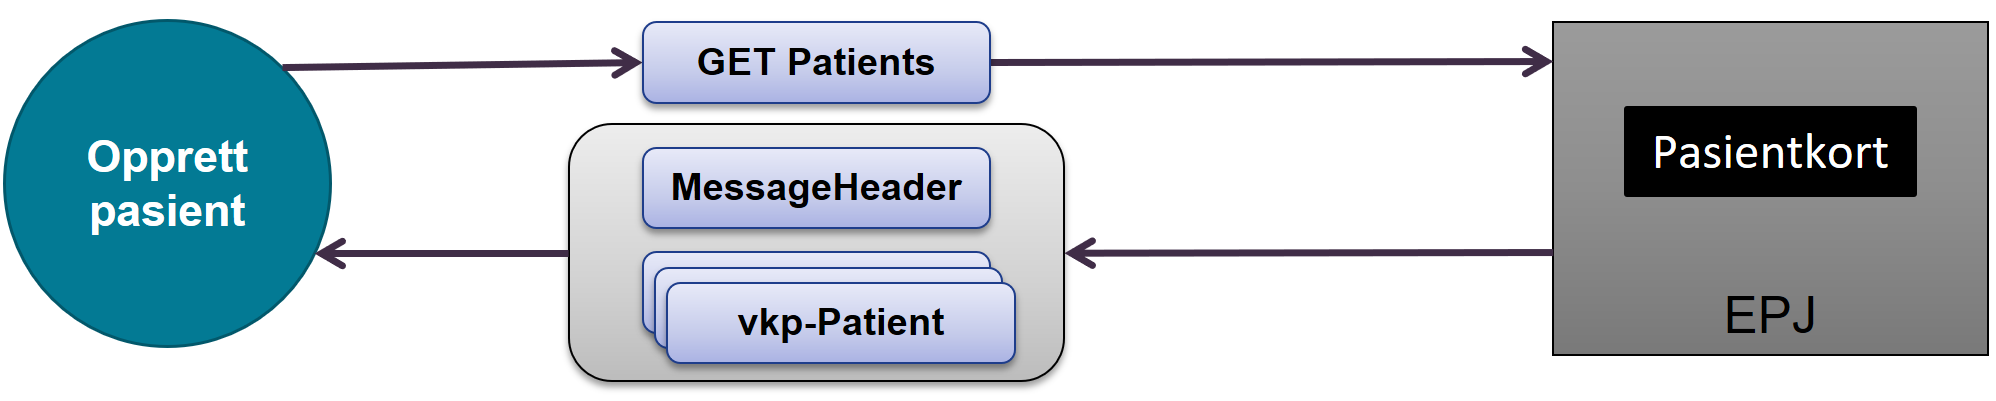 GET Patients
Opprett
pasient
MessageHeader
vkp-Patient
Pasientkort
EPJ